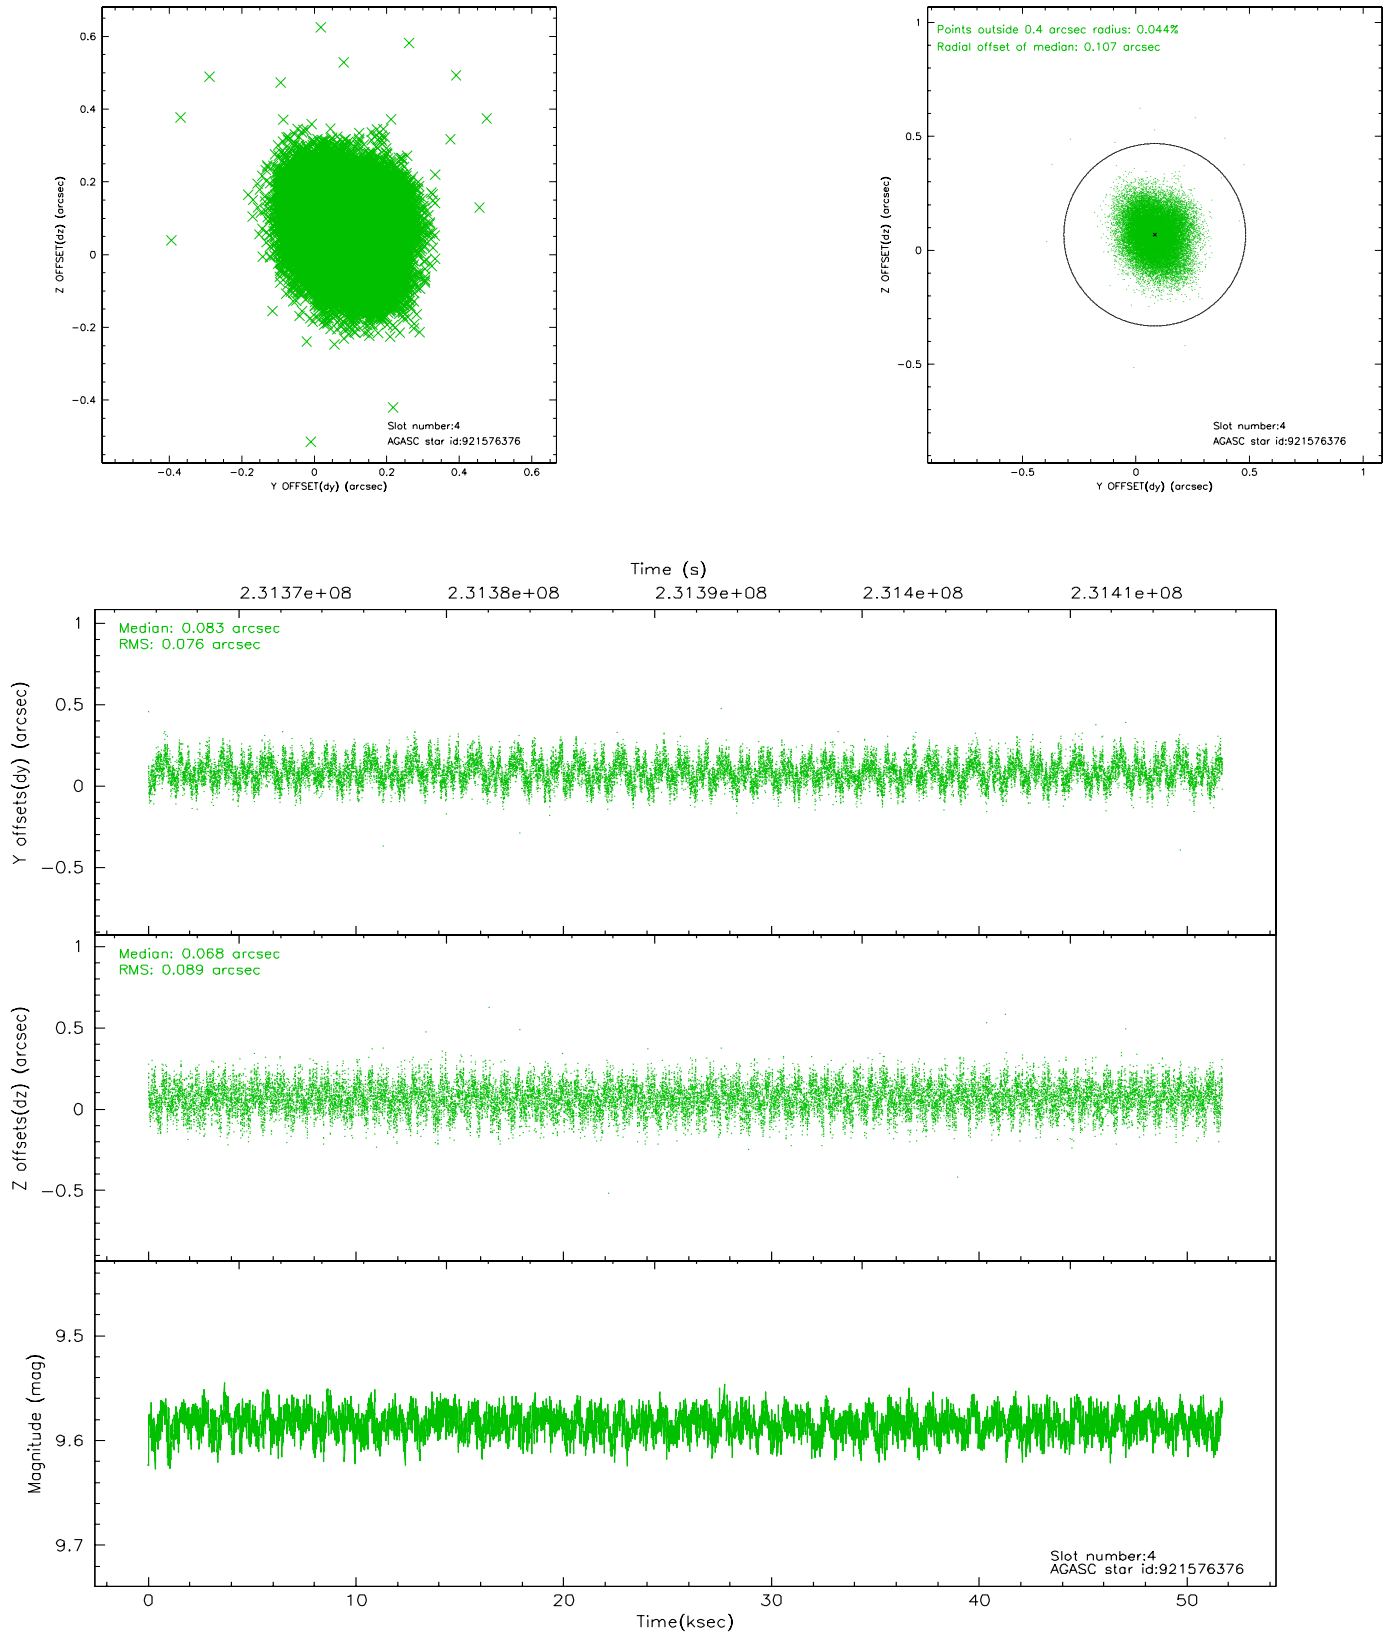 0.6
0.4
0.2
0
−0.2
−0.4
Z OFFSET(dz) (arcsec)
Slot number:4
AGASC star id:921576376
−0.4 −0.2 0 0.2 0.4 0.6
Y OFFSET(dy) (arcsec)
Points outside 0.4 arcsec radius: 0.044%
Radial offset of median: 0.107 arcsec
1
0.5
0
−0.5
Z OFFSET(dz) (arcsec)
Slot number:4
AGASC star id:921576376
−0.5 0 0.5 1
Y OFFSET(dy) (arcsec)
Time (s)
2.3137e+08 2.3138e+08 2.3139e+08 2.314e+08 2.3141e+08
Median: 0.083 arcsec
RMS: 0.076 arcsec
1
0.5
0
−0.5
Y offsets(dy) (arcsec)
Median: 0.068 arcsec
RMS: 0.089 arcsec
1
0.5
0
−0.5
Z offsets(dz) (arcsec)
9.5
9.6
9.7
Magnitude (mag)
Slot number:4
AGASC star id:921576376
0 10 20 30 40 50
Time(ksec)